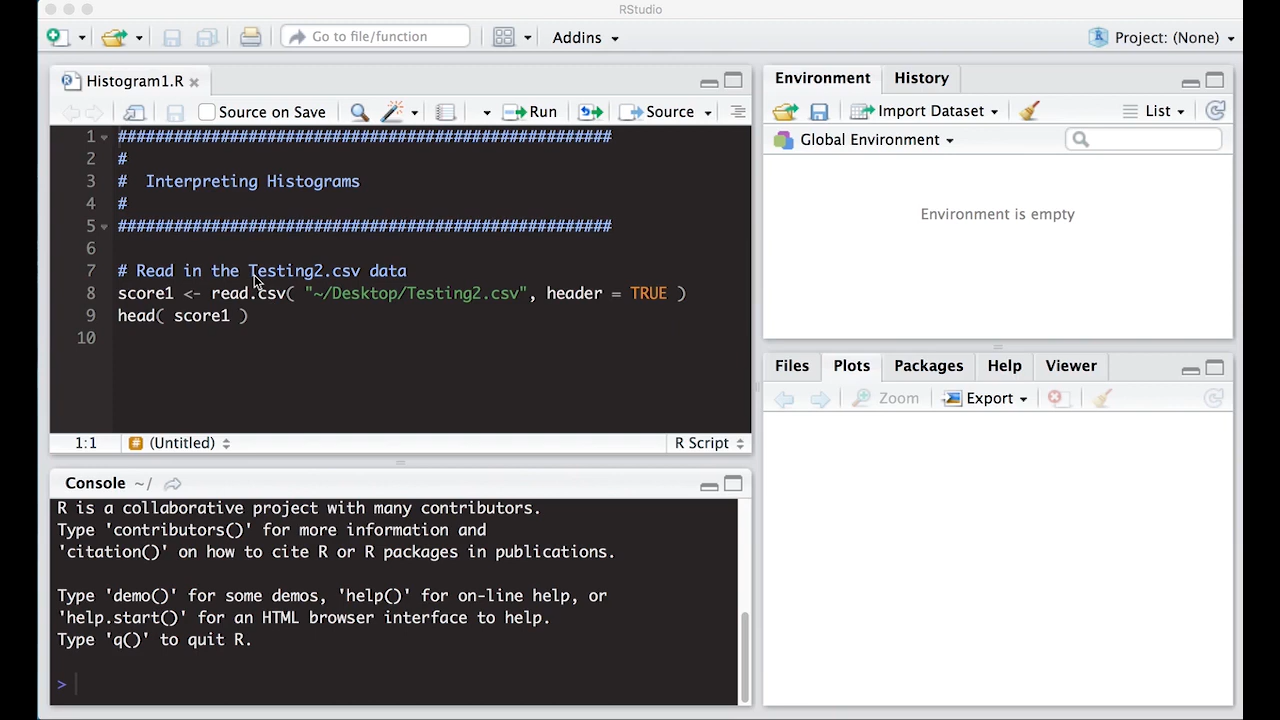 RStudio
Go to file/function
Addins
Project: (None)
Histogram1.R
Source on Save
Run
Source
1 ####################################################
2 #
3 #  Interpreting Histograms
4 #
5 ####################################################
6
7 # Read in the Testing2.csv data
8 score1 <- read.csv( "~/Desktop/Testing2.csv", header = TRUE )
9 head( score1 )
10
1:1
(Untitled)
R Script
Console ~/
R is a collaborative project with many contributors.
Type 'contributors()' for more information and
'citation()' on how to cite R or R packages in publications.
Type 'demo()' for some demos, 'help()' for on-line help, or
'help.start()' for an HTML browser interface to help.
Type 'q()' to quit R.
>
Environment History
Import Dataset
List
Global Environment
Environment is empty
Files Plots Packages Help Viewer
Zoom
Export